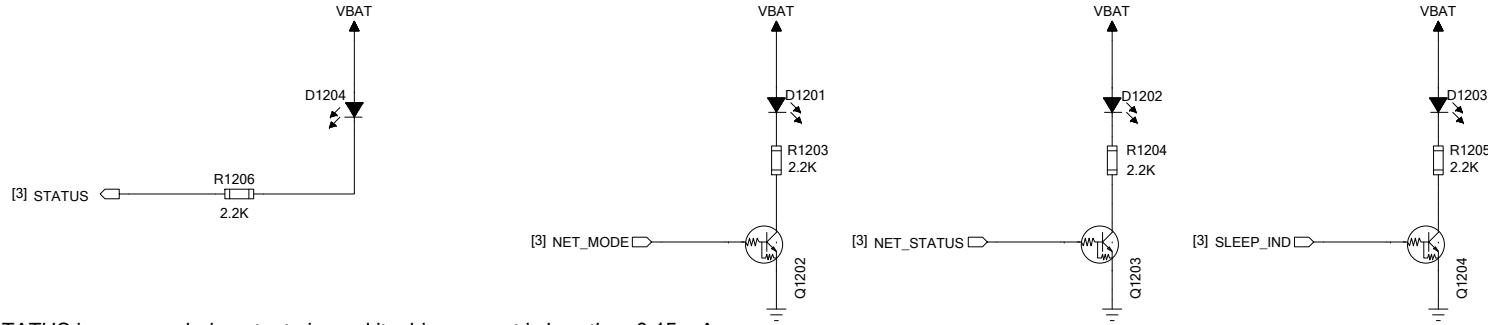 VBAT
D1204
R1206
2.2K
[3] STATUS
VBAT
D1201
R1203
2.2K
[3] NET_MODE
Q1202
VBAT
D1202
R1204
2.2K
[3] NET_STATUS
Q1203
VBAT
D1203
R1205
2.2K
[3] SLEEP_IND
Q1204